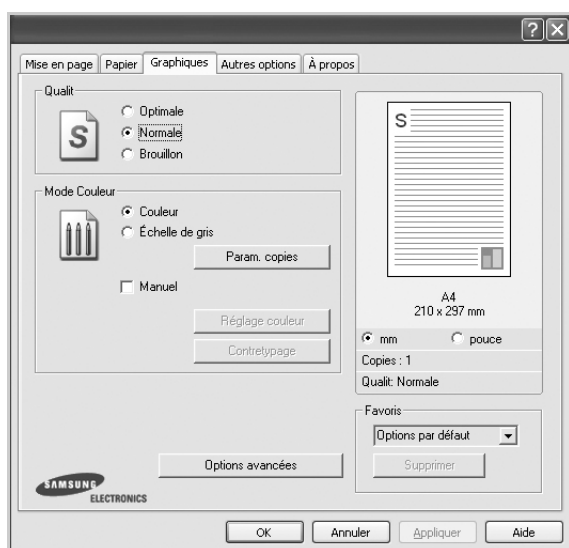 Mise en page Papier Graphiques Autres options À propos
Qualit
Optimale
Normale
Brouillon
Mode Couleur
Couleur
Échelle de gris
Param. copies
Manuel
Réglage couleur
Contretypage
Options avancées
SAMSUNG
ELECTRONICS
S
S
A4
210 x 297 mm
mm pouce
Copies : 1
Qualit: Normale
Favoris
Options par défaut
Supprimer
OK Annuler Appliquer Aide